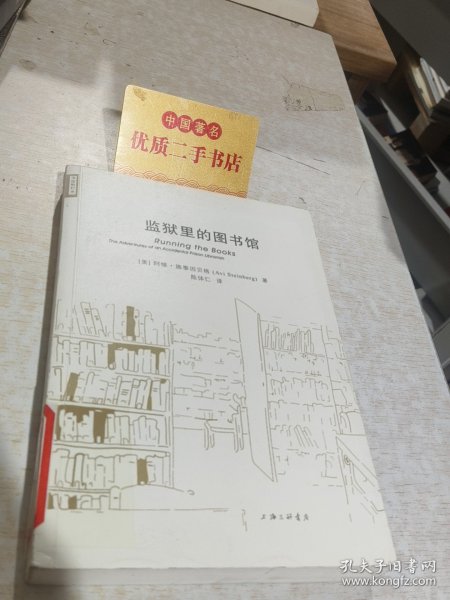 中国著名
优质二手书店
监狱里的图书馆
Running the Books
The Adventures of an Accidental Prison Librarian
[美] 阿维·施泰因贝格 (Avi Steinberg) 著
陈体仁 译
上海三联书店
孔夫子旧书网
www.kongfz.com